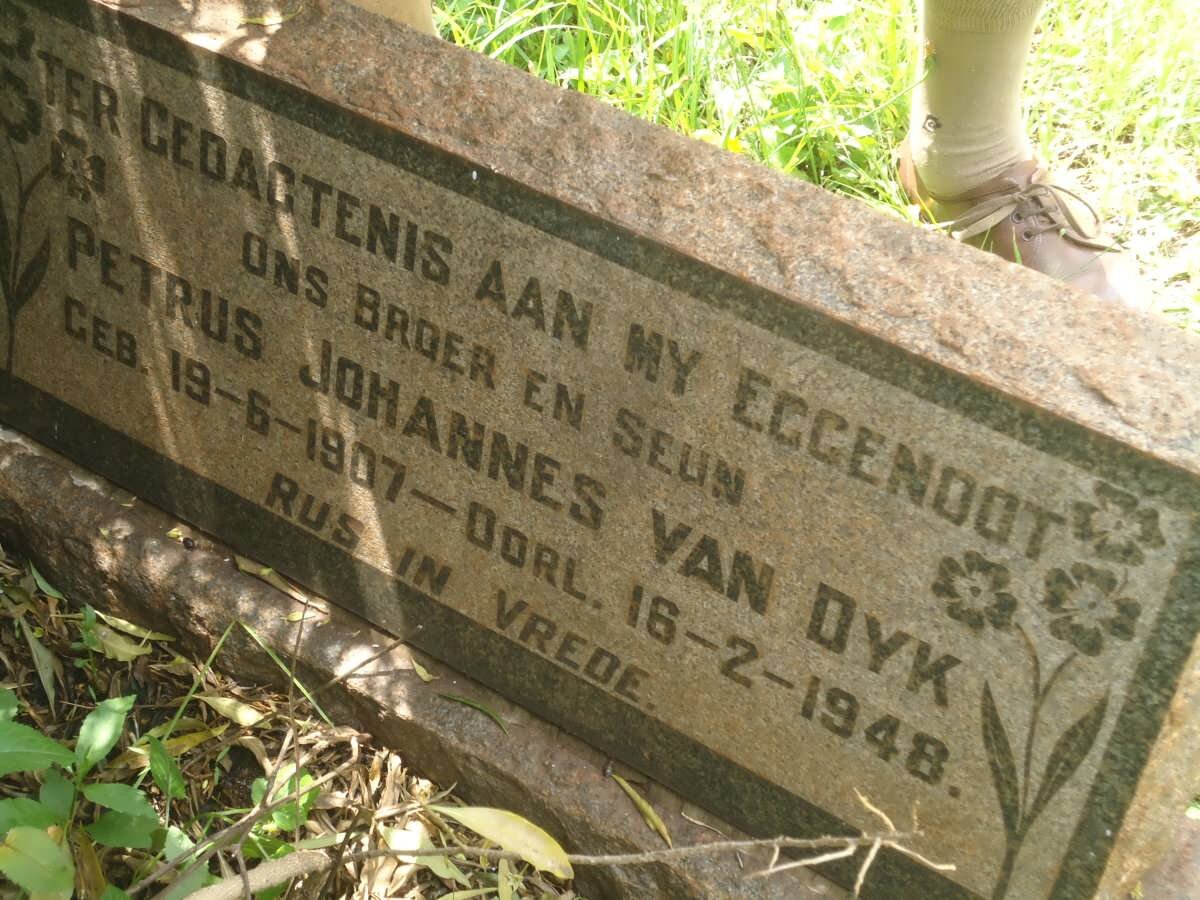 TER GEDAGTENIS AAN MY EGGENOOT
ONS BROER EN SEUN
PETRUS JOHANNES VAN DYK
GEB. 19-6-1907-OORL. 16-2-1948.
RUS IN VREDE.